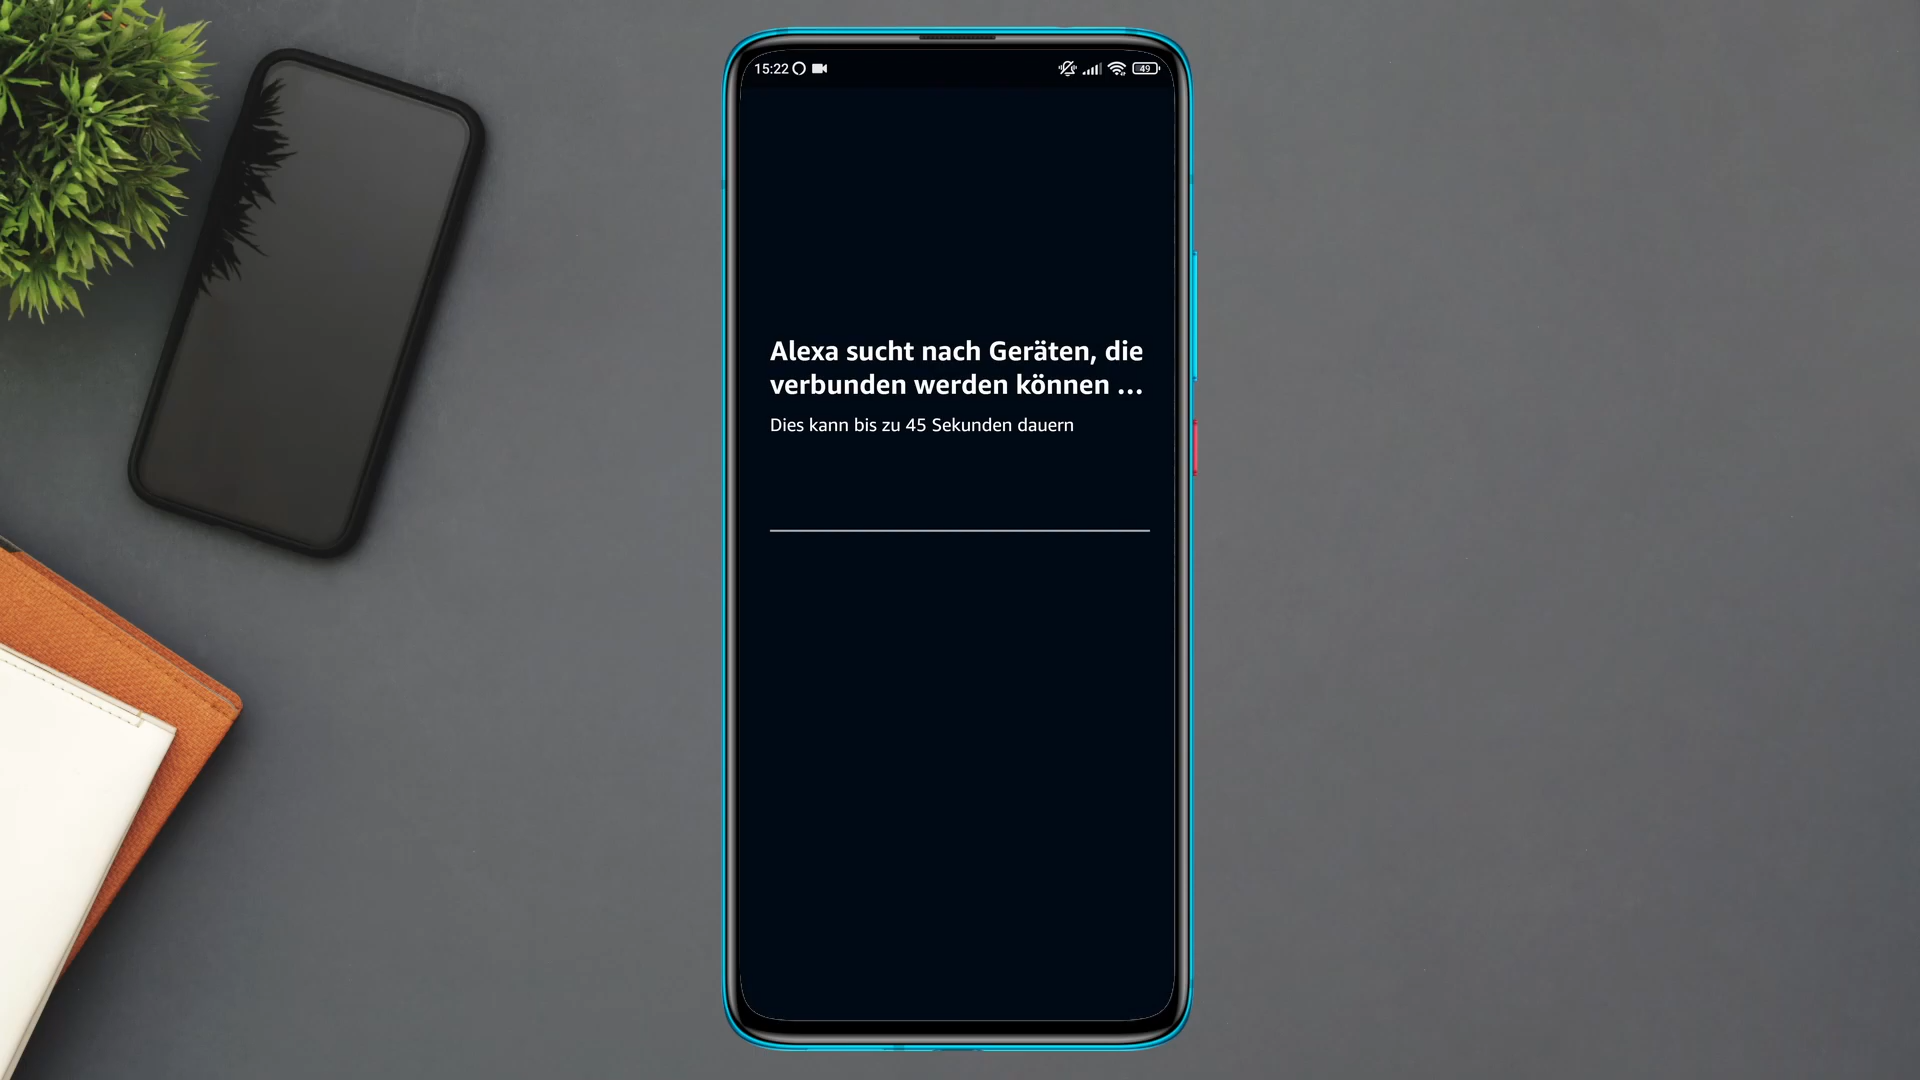 15:22
49
Alexa sucht nach Geräten, die
verbunden werden können ...
Dies kann bis zu 45 Sekunden dauern